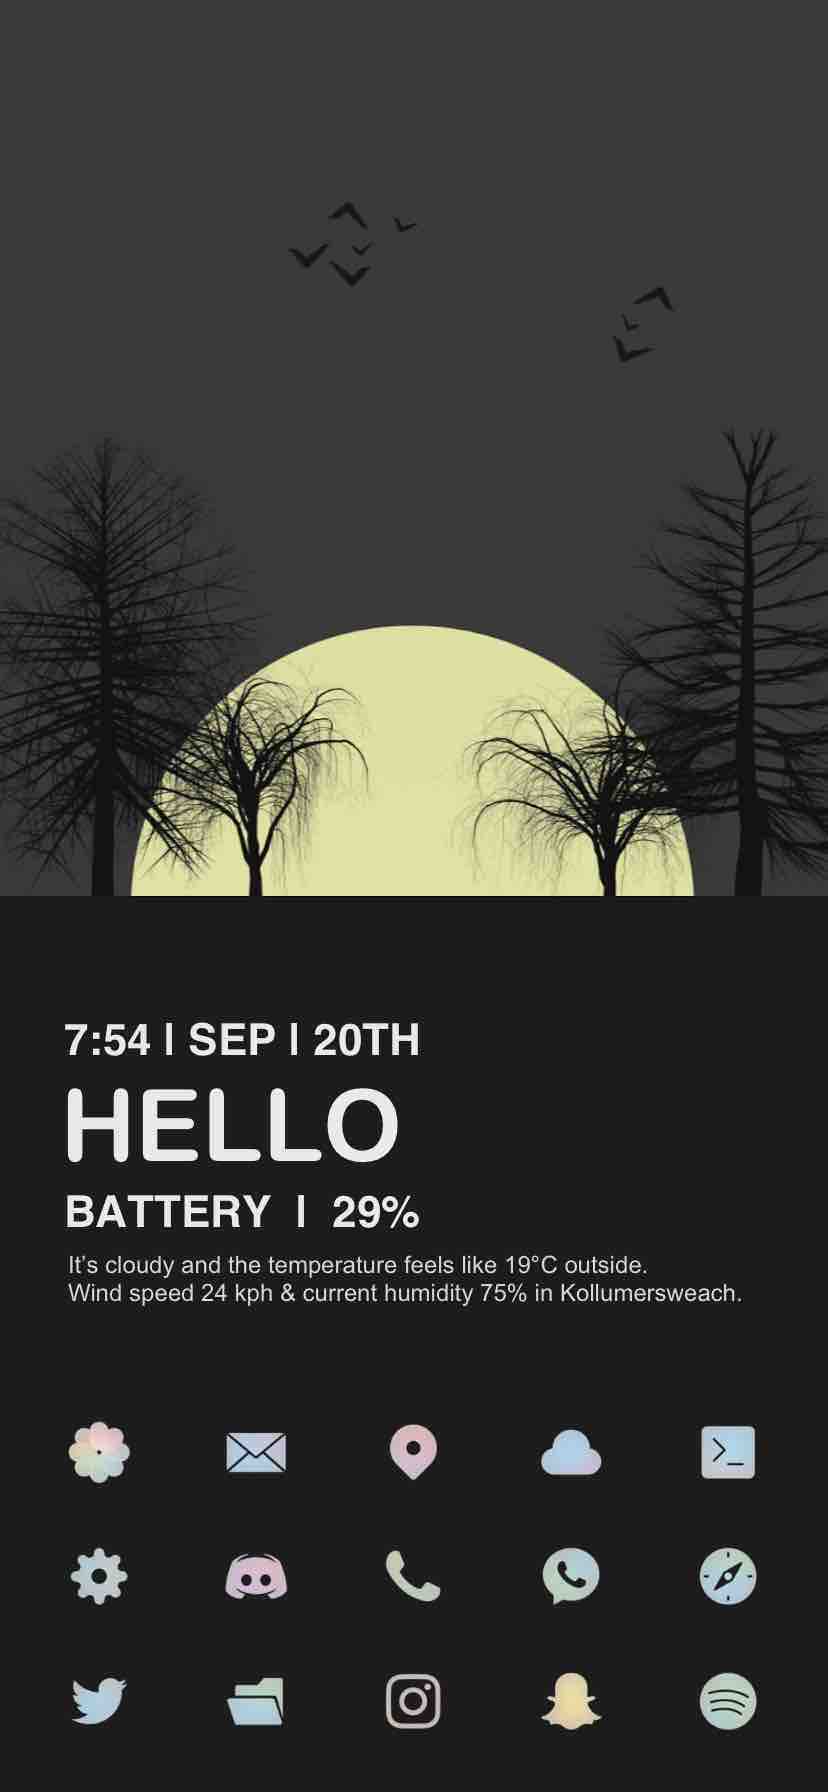 7:54 | SEP | 20TH
HELLO
BATTERY | 29%
It's cloudy and the temperature feels like 19°C outside.
Wind speed 24 kph & current humidity 75% in Kollumersweach.